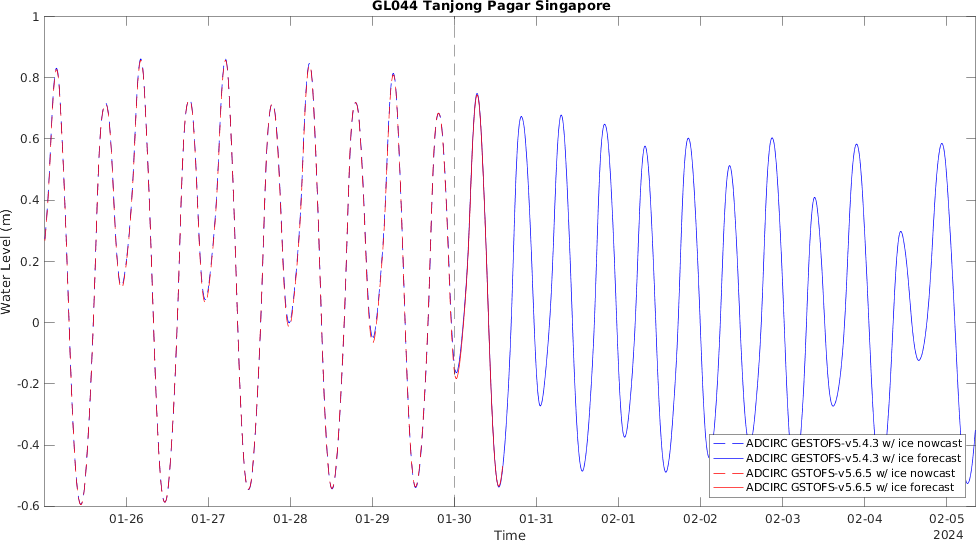 GL044 Tanjong Pagar Singapore
Water Level (m)
1
0.8
0.6
0.4
0.2
0
-0.2
-0.4
-0.6
ADCIRC GESTOFS-v5.4.3 w/ ice nowcast
ADCIRC GESTOFS-v5.4.3 w/ ice forecast
ADCIRC GSTOFS-v5.6.5 w/ ice nowcast
ADCIRC GSTOFS-v5.6.5 w/ ice forecast
01-26 01-27 01-28 01-29 01-30 01-31 02-01 02-02 02-03 02-04 02-05
Time
2024